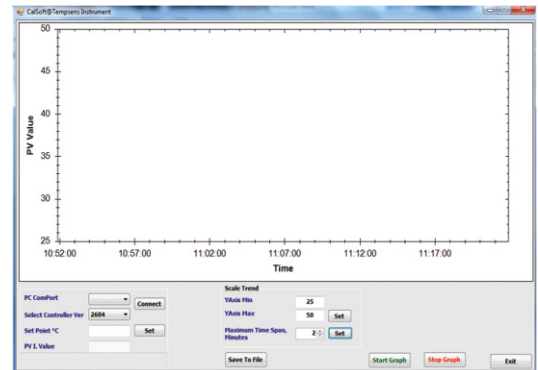 CalSoft@Tempsens Instrument
50
45
40
35
30
25
PV Value
10:52:00 10:57:00 11:02:00 11:07:00 11:12:00 11:17:00
Time
PC ComPort
Connect
Select Controller Ver 2604
Set Point °C
Set
PV I. Value
Scale Trend
YAxis Min 25
YAxis Max 50 Set
Maximum Time Span, Minutes 2 Set
Save To File
Start Graph
Stop Graph
Exit